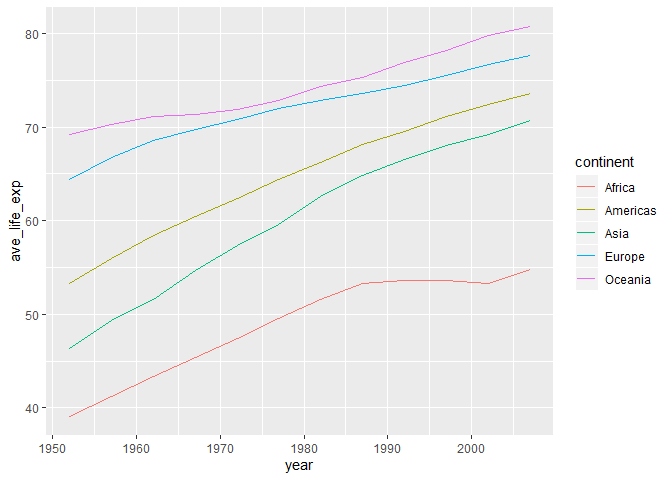 80
70
60
50
40
ave_life_exp
1950
1960
1970
1980
1990
2000
year
continent
Africa
Americas
Asia
Europe
Oceania